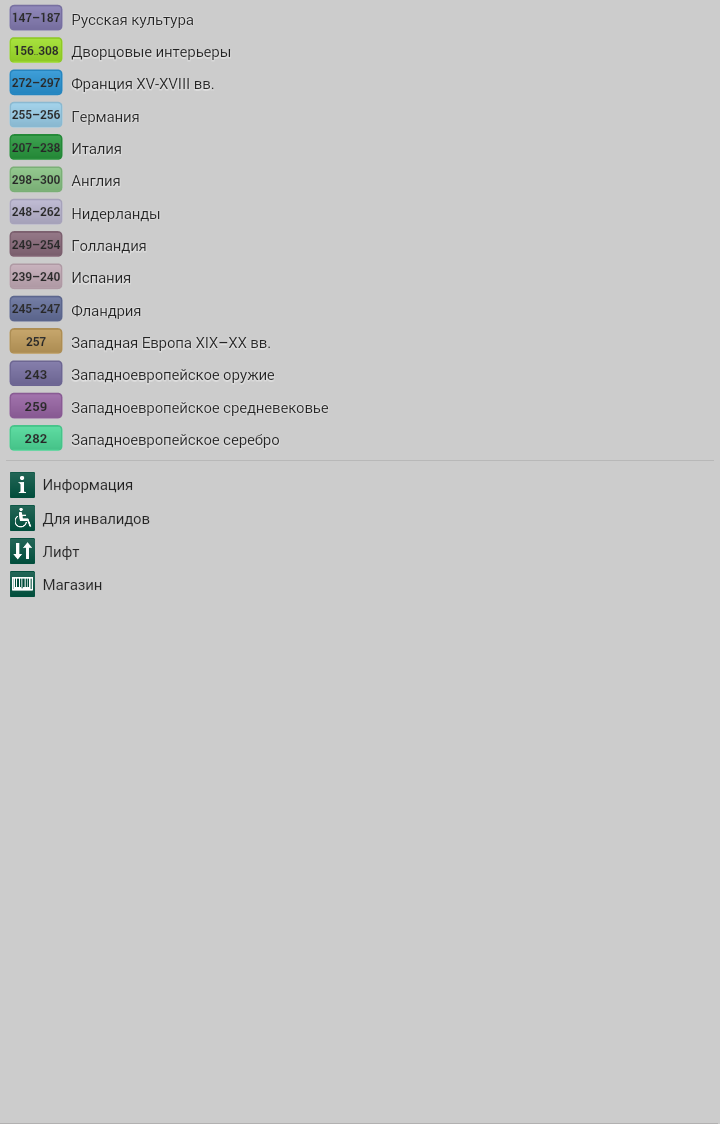 147–187 Русская культура
156.308 Дворцовые интерьеры
272–297 Франция XV-XVIII вв.
255–256 Германия
207–238 Италия
298–300 Англия
248–262 Нидерланды
249–254 Голландия
239–240 Испания
245–247 Фландрия
257 Западная Европа XIX–XX вв.
243 Западноевропейское оружие
259 Западноевропейское средневековье
282 Западноевропейское серебро
i Информация
Для инвалидов
Лифт
Магазин